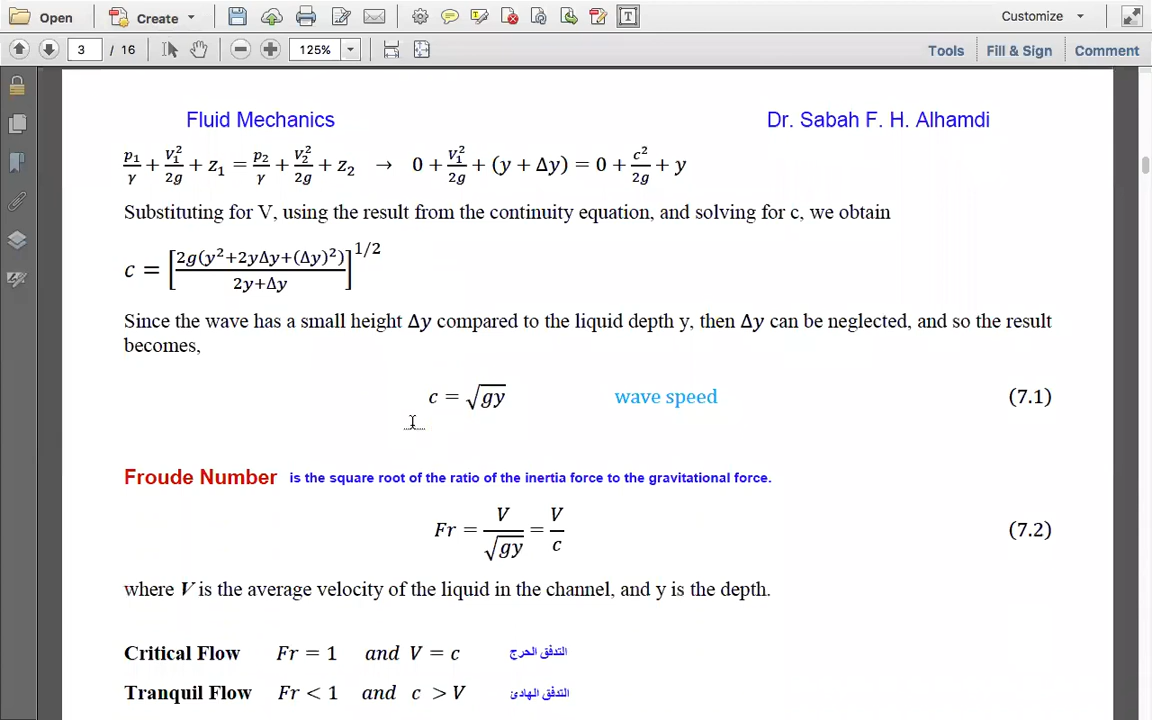 Open Create Customize
3 / 16 125% Tools Fill & Sign Comment
Fluid Mechanics Dr. Sabah F. H. Alhamdi
p₁/γ + V₁²/2g + z₁ = p₂/γ + V₂²/2g + z₂ → 0 + V₁²/2g + (y + Δy) = 0 + c²/2g + y
Substituting for V, using the result from the continuity equation, and solving for c, we obtain
c = [2g(y²+2yΔy+(Δy)²)/2y+Δy]^1/2
Since the wave has a small height Δy compared to the liquid depth y, then Δy can be neglected, and so the result
becomes,
c = √gy wave speed (7.1)
Froude Number is the square root of the ratio of the inertia force to the gravitational force.
Fr = V/√gy = V/c (7.2)
where V is the average velocity of the liquid in the channel, and y is the depth.
Critical Flow Fr = 1 and V = c التدفق الحرج
Tranquil Flow Fr < 1 and c > V التدفق الهادئ